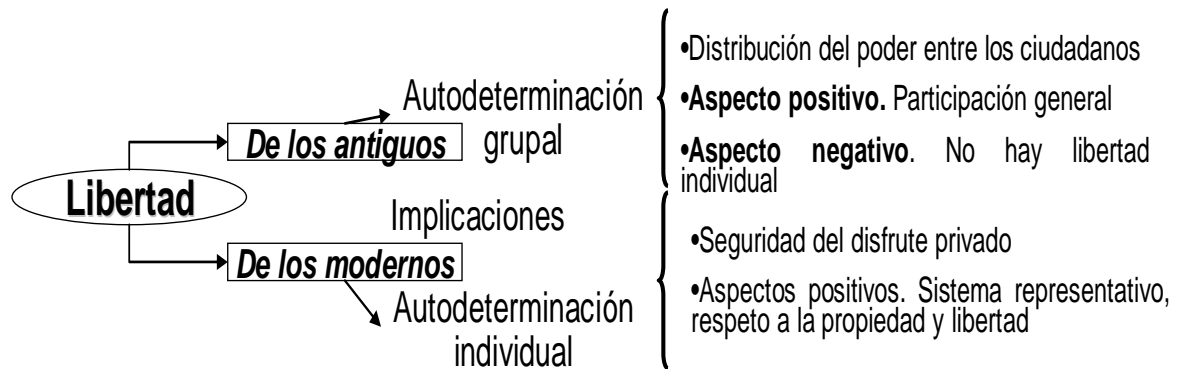 Libertad
De los antiguos
Autodeterminación
grupal
•Distribución del poder entre los ciudadanos
•Aspecto positivo. Participación general
•Aspecto negativo. No hay libertad
individual
Implicaciones
De los modernos
Autodeterminación
individual
•Seguridad del disfrute privado
•Aspectos positivos. Sistema representativo,
respeto a la propiedad y libertad